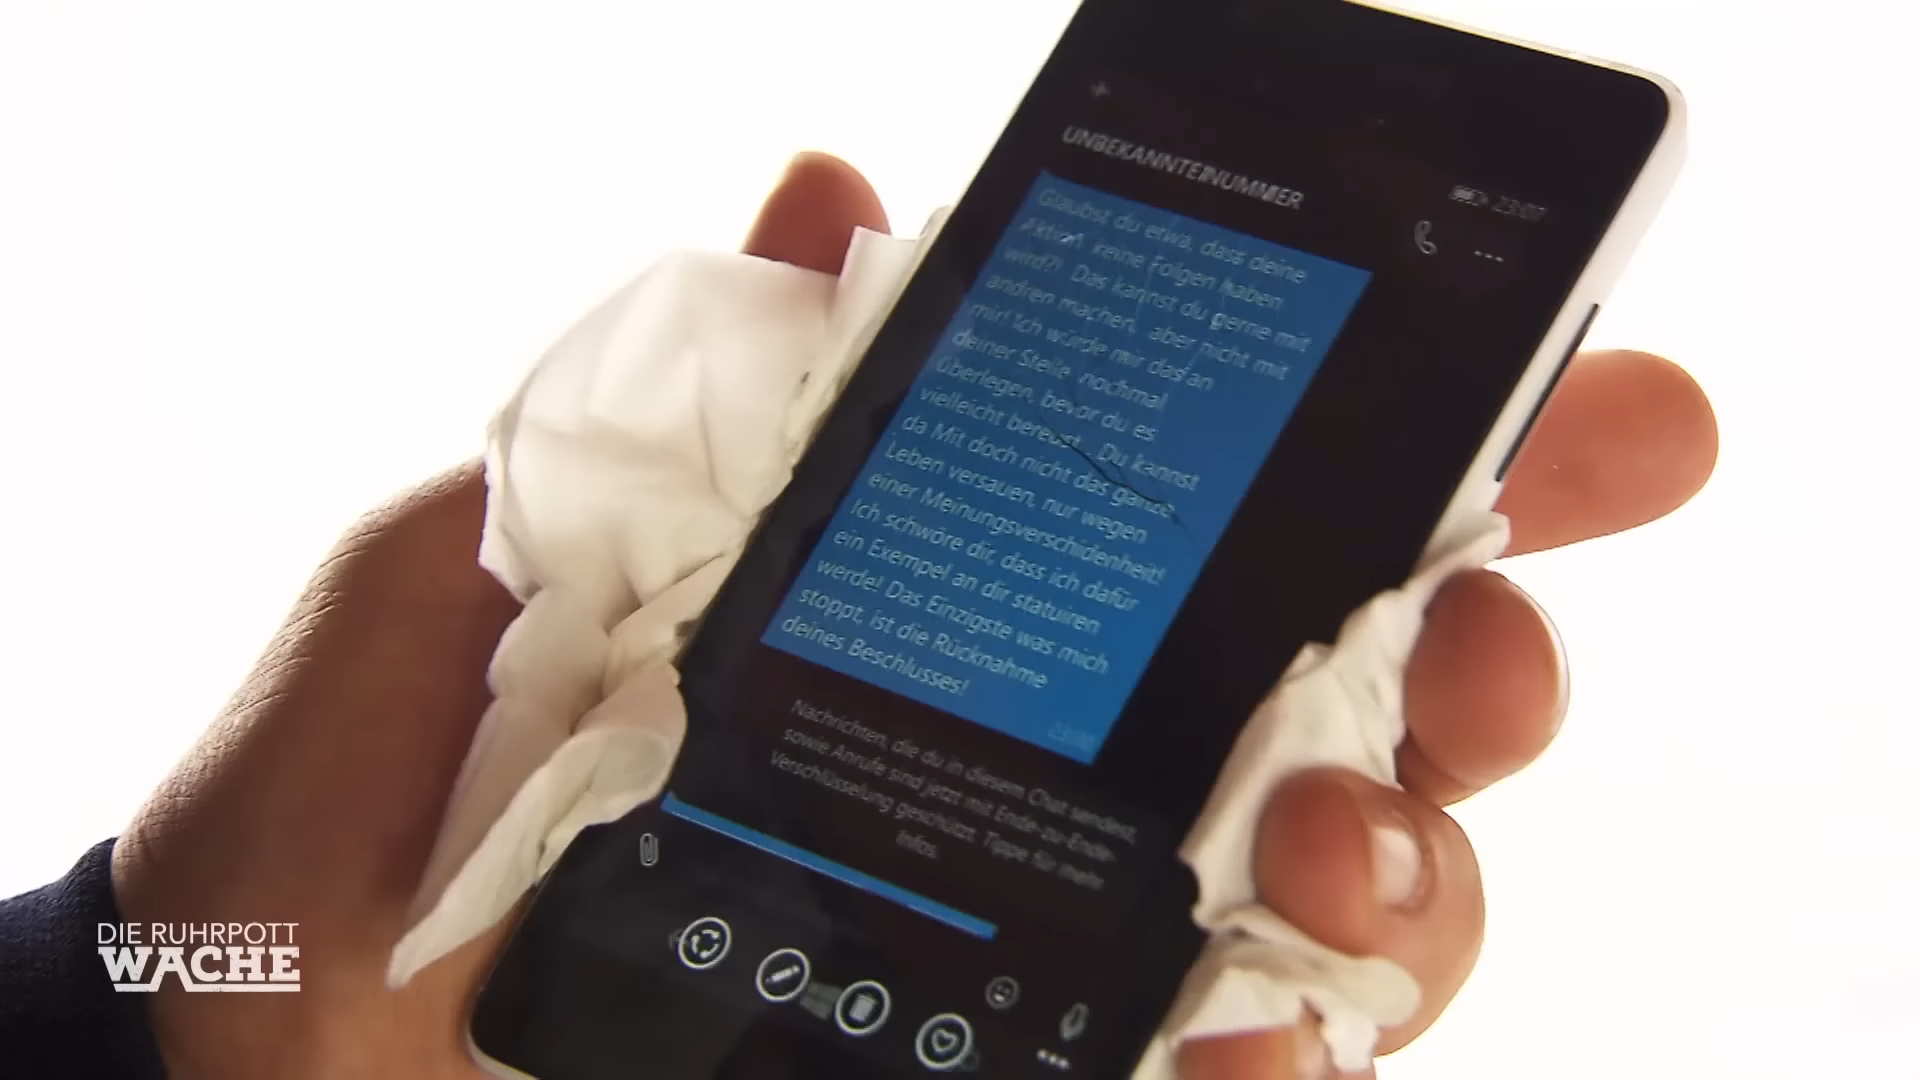 UNBEKANNTE NUMMER
23:07
Glaubst du etwa, dass deine
Aktion keine Folgen haben
wird?! Das kannst du gerne mit
andren machen, aber nicht mit
mir! Ich würde mir das an
deiner Stelle nochmal
überlegen, bevor du es
vielleicht bereust. Du kannst
da Mit doch nicht das ganze
Leben versauen, nur wegen
einer Meinungsverschidenheit!
Ich schwöre dir, dass ich dafür
ein Exempel an dir statuiren
werde! Das Einzigste was mich
stoppt, ist die Rücknahme
deines Beschlusses!
Nachrichten, die du in diesem Chat sendest,
sowie Anrufe sind jetzt mit Ende-zu-Ende-
Verschlüsselung geschützt. Tippe für mehr
Infos.
DIE RUHRPOTT
WACHE